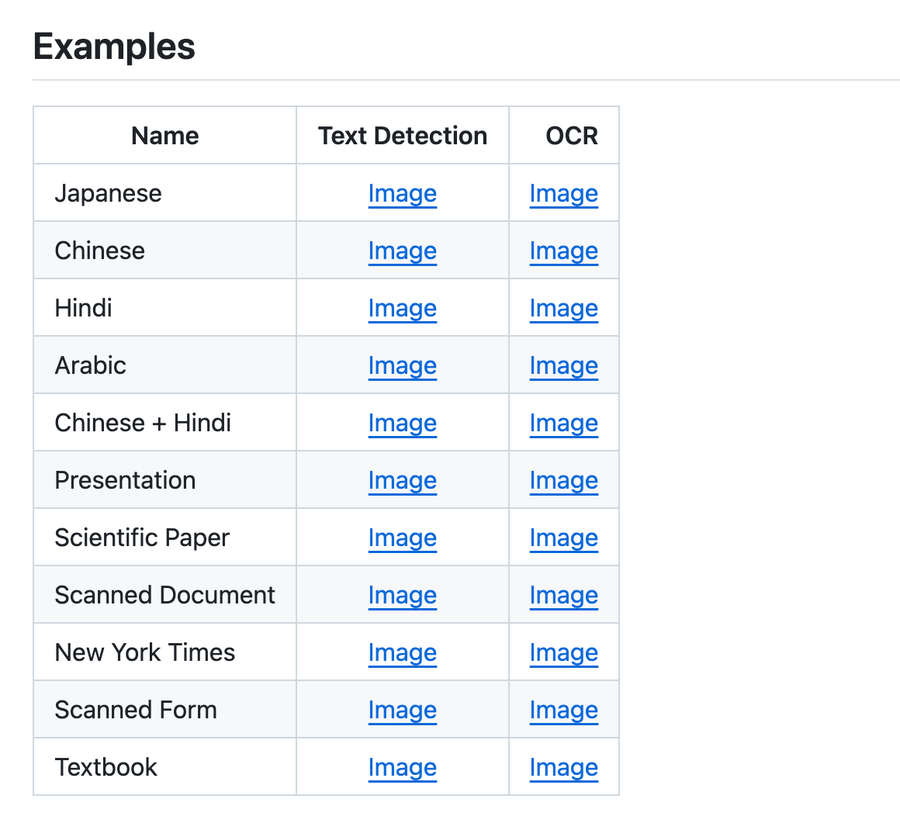 Examples
Name Text Detection OCR
Japanese Image Image
Chinese Image Image
Hindi Image Image
Arabic Image Image
Chinese + Hindi Image Image
Presentation Image Image
Scientific Paper Image Image
Scanned Document Image Image
New York Times Image Image
Scanned Form Image Image
Textbook Image Image